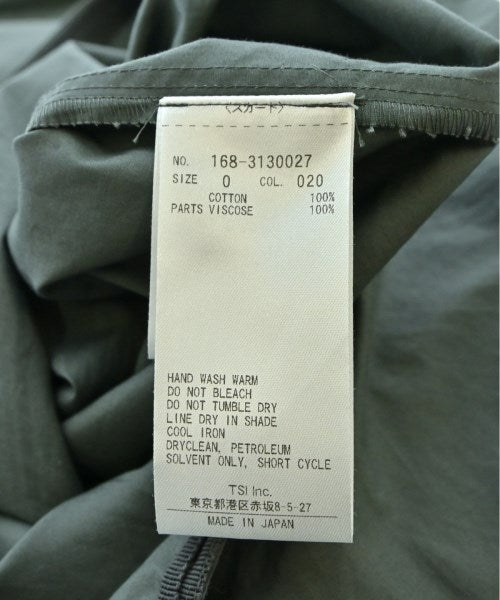 〈スカート〉
NO. 168-3130027
SIZE 0 COL. 020
COTTON 100%
PARTS VISCOSE 100%
HAND WASH WARM
DO NOT BLEACH
DO NOT TUMBLE DRY
LINE DRY IN SHADE
COOL IRON
DRYCLEAN, PETROLEUM
SOLVENT ONLY, SHORT CYCLE
TSI Inc.
東京都港区赤坂8-5-27
MADE IN JAPAN